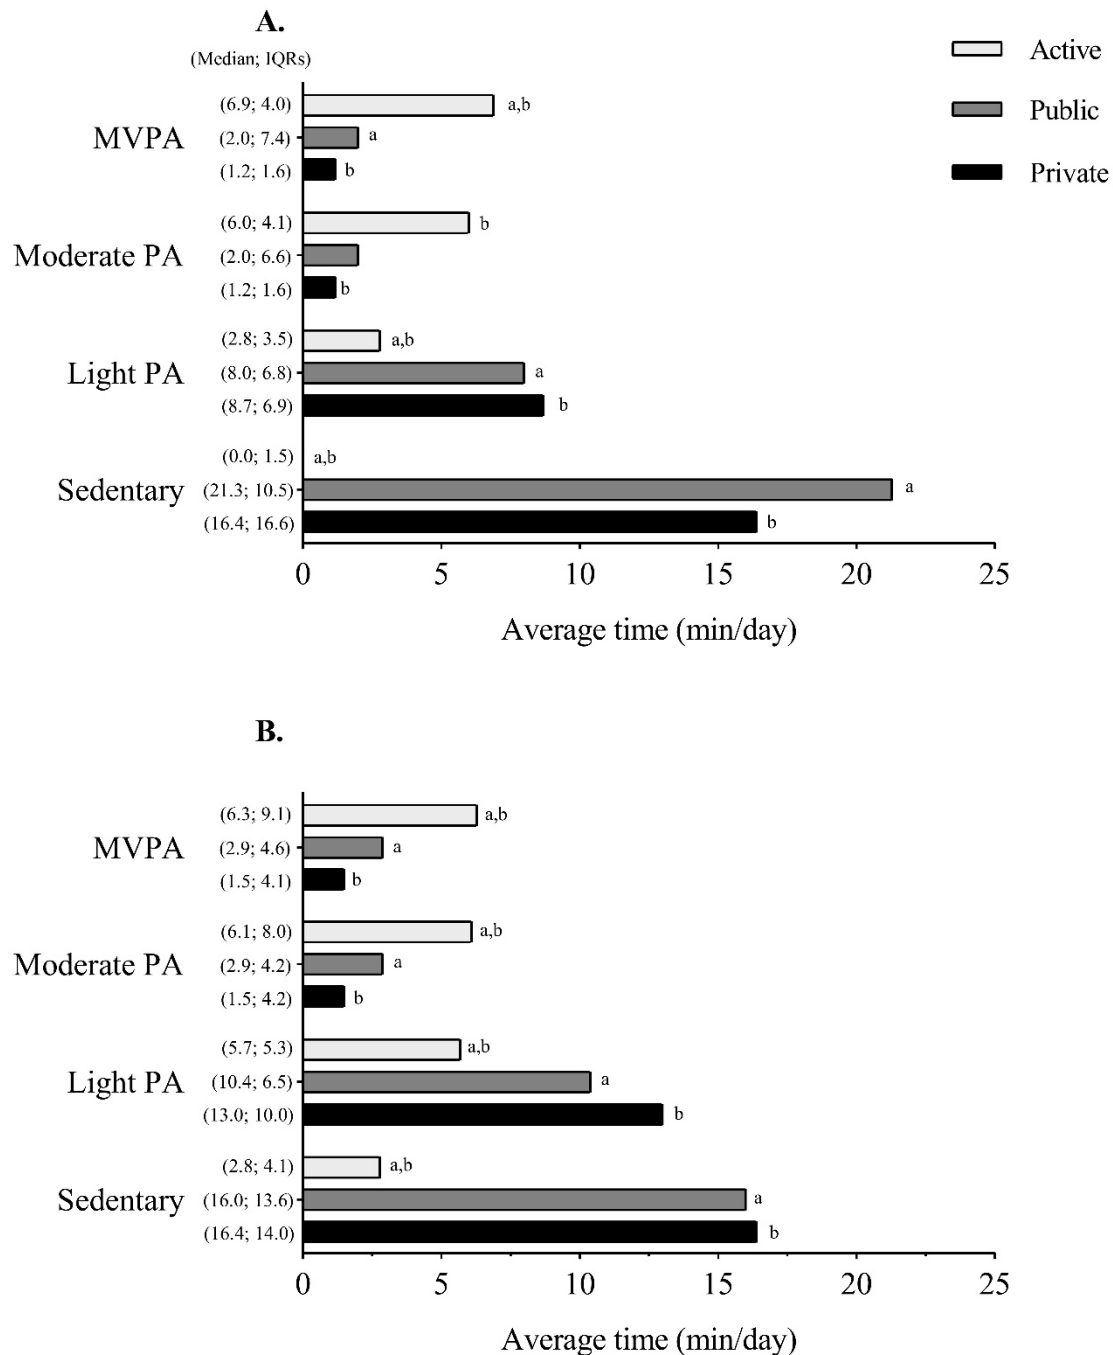 A.
(Median; IQRs)
Active
Public
Private
MVPA
(6.9; 4.0)
a,b
(2.0; 7.4)
a
(1.2; 1.6)
b
Moderate PA
(6.0; 4.1)
b
(2.0; 6.6)
(1.2; 1.6)
b
Light PA
(2.8; 3.5)
a,b
(8.0; 6.8)
a
(8.7; 6.9)
b
Sedentary
(0.0; 1.5)
a,b
(21.3; 10.5)
a
(16.4; 16.6)
b
0 5 10 15 20 25
Average time (min/day)
B.
MVPA
(6.3; 9.1)
a,b
(2.9; 4.6)
a
(1.5; 4.1)
b
Moderate PA
(6.1; 8.0)
a,b
(2.9; 4.2)
a
(1.5; 4.2)
b
Light PA
(5.7; 5.3)
a,b
(10.4; 6.5)
a
(13.0; 10.0)
b
Sedentary
(2.8; 4.1)
a,b
(16.0; 13.6)
a
(16.4; 14.0)
b
0 5 10 15 20 25
Average time (min/day)